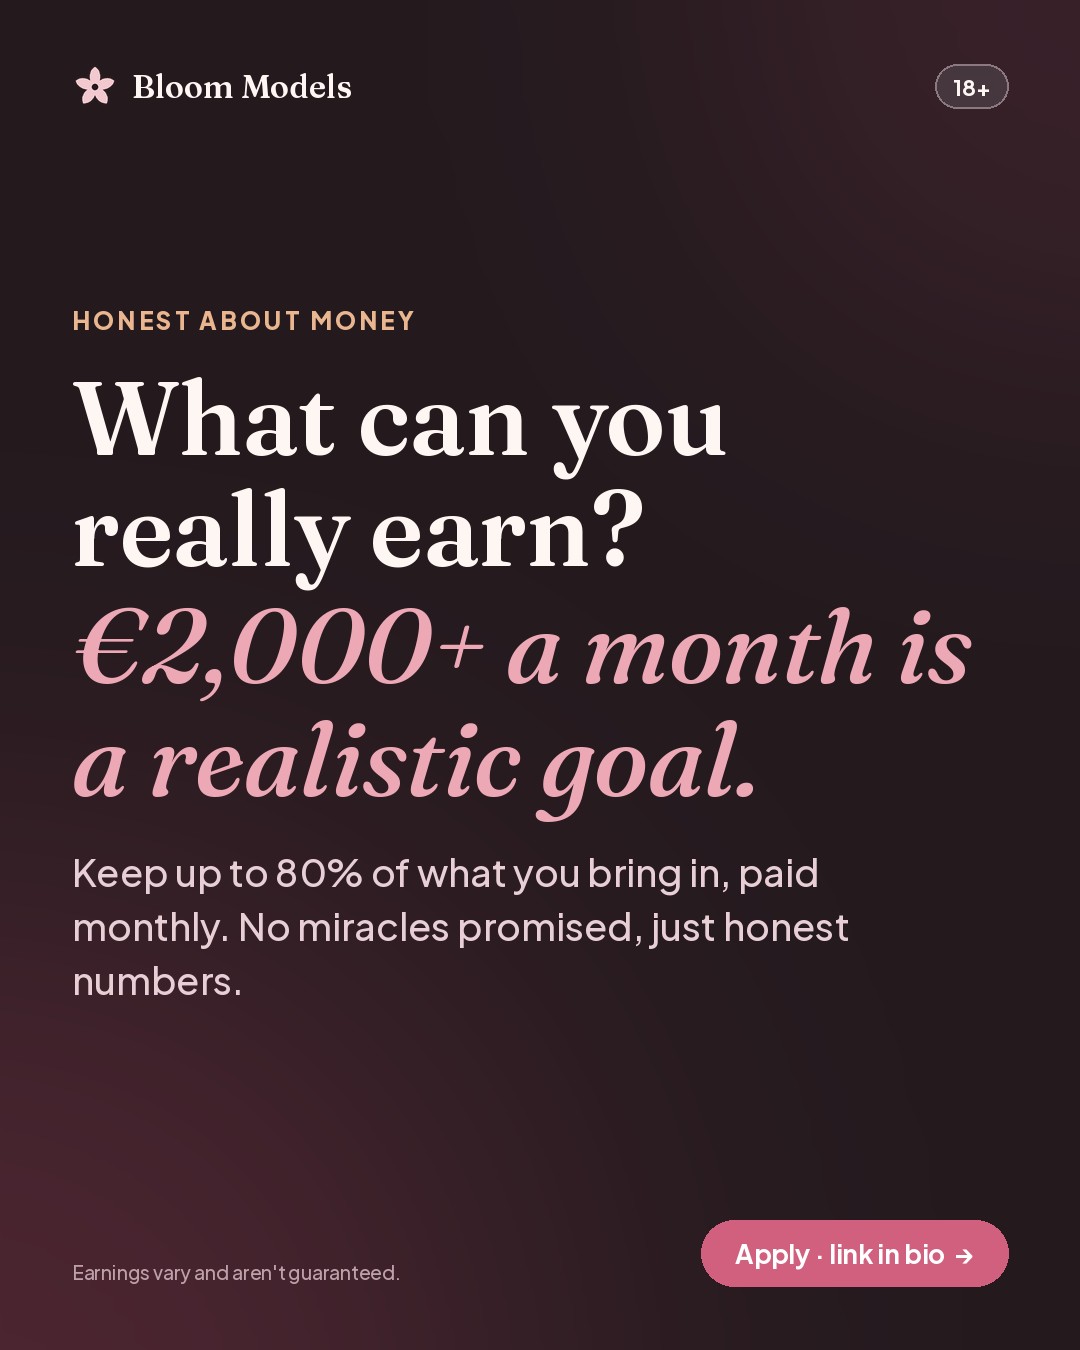 Bloom Models
18+
HONEST ABOUT MONEY
What can you
really earn?
€2,000+ a month is
a realistic goal.
Keep up to 80% of what you bring in, paid
monthly. No miracles promised, just honest
numbers.
Earnings vary and aren't guaranteed.
Apply · link in bio →